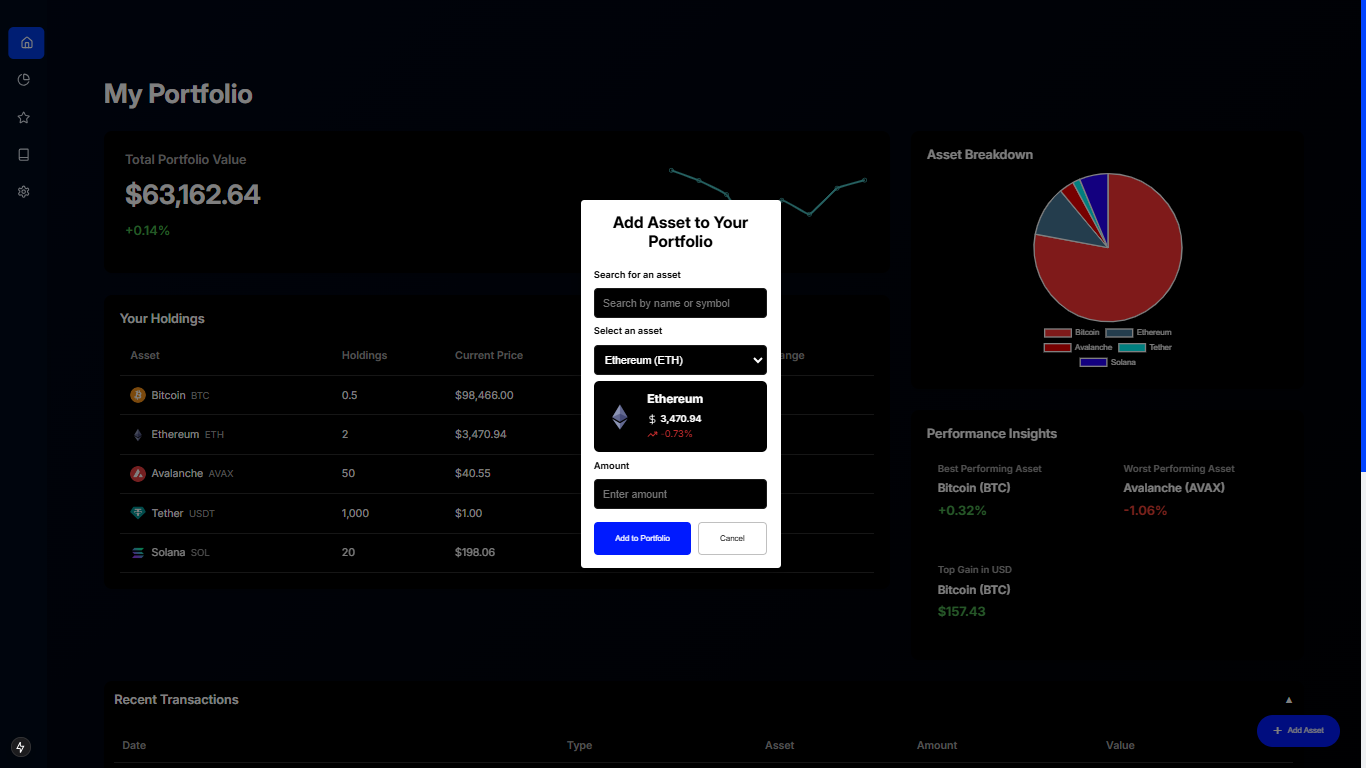 My Portfolio
Total Portfolio Value
$63,162.64
+0.14%
Asset Breakdown
Bitcoin Ethereum
Avalanche Tether
Solana
Add Asset to Your
Portfolio
Search for an asset
Search by name or symbol
Select an asset
Ethereum (ETH)
Ethereum
$ 3,470.94
-0.73%
Amount
Enter amount
Add to Portfolio Cancel
Your Holdings
Asset Holdings Current Price ange
Bitcoin BTC 0.5 $98,466.00
Ethereum ETH 2 $3,470.94
Avalanche AVAX 50 $40.55
Tether USDT 1,000 $1.00
Solana SOL 20 $198.06
Performance Insights
Best Performing Asset Worst Performing Asset
Bitcoin (BTC) Avalanche (AVAX)
+0.32% -1.06%
Top Gain in USD
Bitcoin (BTC)
$157.43
Recent Transactions
+ Add Asset
Date Type Asset Amount Value